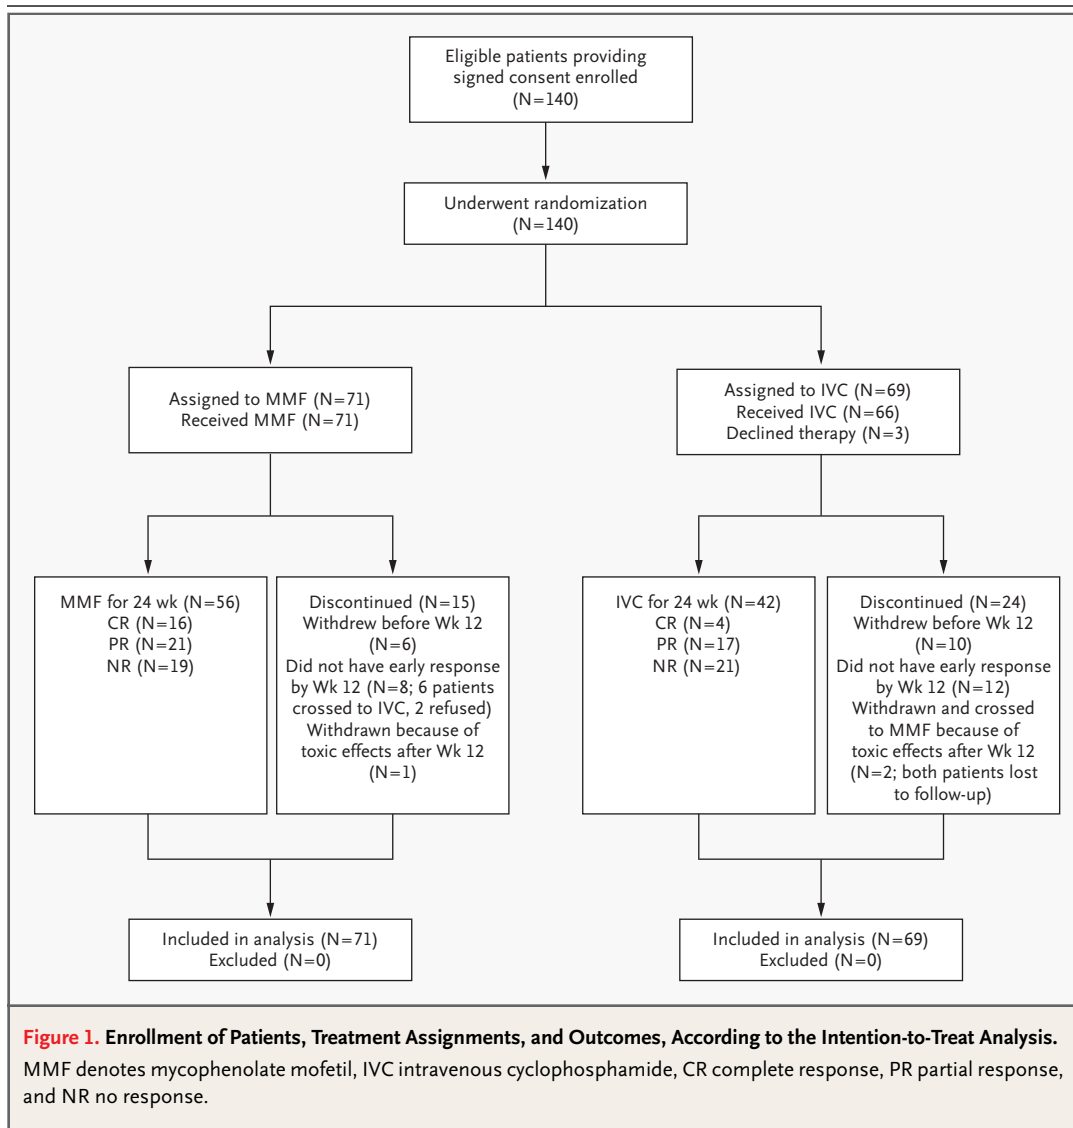 Eligible patients providing
signed consent enrolled
(N=140)
Underwent randomization
(N=140)
Assigned to MMF (N=71)
Received MMF (N=71)
Assigned to IVC (N=69)
Received IVC (N=66)
Declined therapy (N=3)
MMF for 24 wk (N=56)
CR (N=16)
PR (N=21)
NR (N=19)
Discontinued (N=15)
Withdrew before Wk 12
(N=6)
Did not have early response
by Wk 12 (N=8; 6 patients
crossed to IVC, 2 refused)
Withdrawn because of
toxic effects after Wk 12
(N=1)
IVC for 24 wk (N=42)
CR (N=4)
PR (N=17)
NR (N=21)
Discontinued (N=24)
Withdrew before Wk 12
(N=10)
Did not have early response
by Wk 12 (N=12)
Withdrawn and crossed
to MMF because of
toxic effects after Wk 12
(N=2; both patients lost
to follow-up)
Included in analysis (N=71)
Excluded (N=0)
Included in analysis (N=69)
Excluded (N=0)
Figure 1. Enrollment of Patients, Treatment Assignments, and Outcomes, According to the Intention-to-Treat Analysis.
MMF denotes mycophenolate mofetil, IVC intravenous cyclophosphamide, CR complete response, PR partial response,
and NR no response.